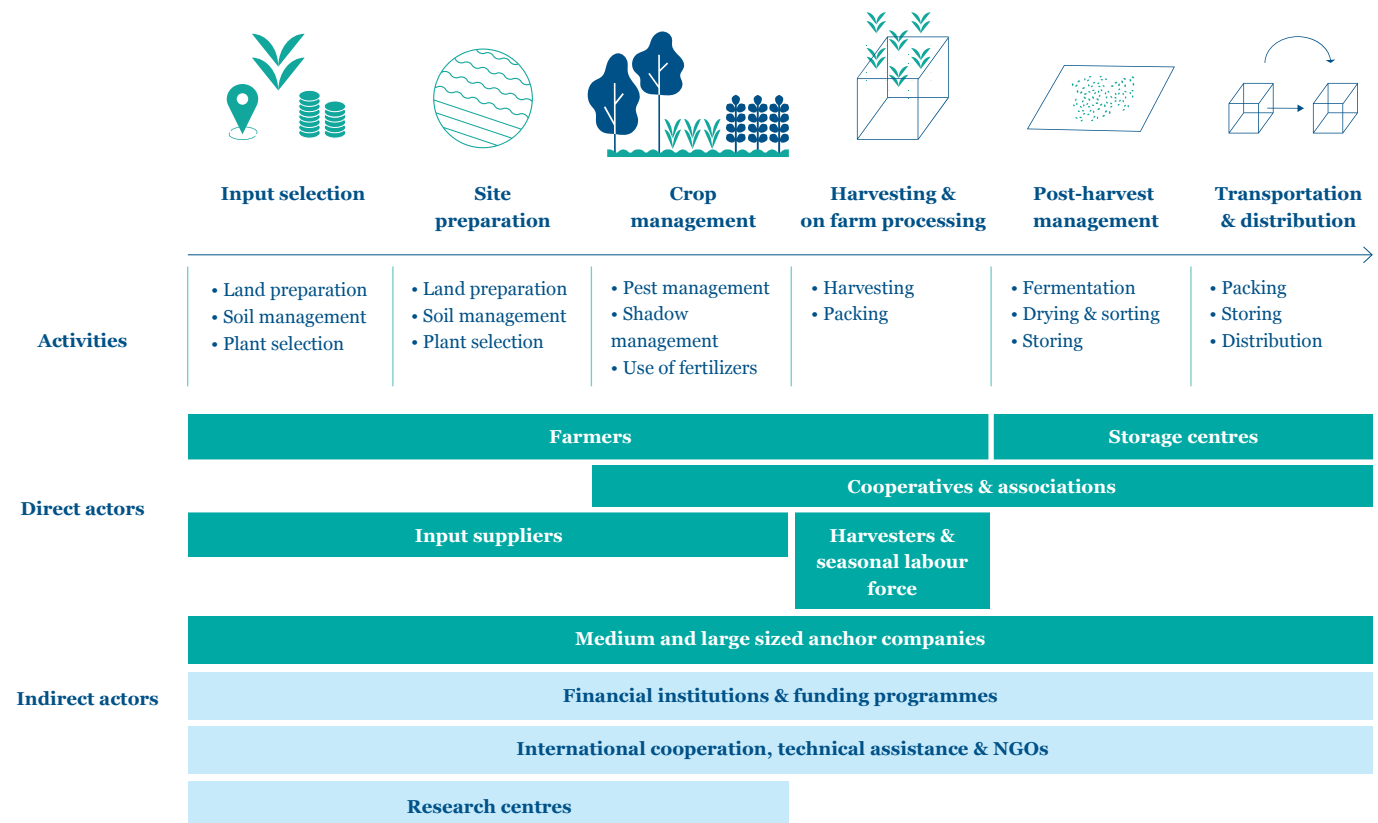 Input selection
Site
preparation
Crop
management
Harvesting &
on farm processing
Post-harvest
management
Transportation
& distribution
Activities
• Land preparation
• Soil management
• Plant selection
• Land preparation
• Soil management
• Plant selection
• Pest management
• Shadow
management
• Use of fertilizers
• Harvesting
• Packing
• Fermentation
• Drying & sorting
• Storing
• Packing
• Storing
• Distribution
Direct actors
Farmers
Storage centres
Cooperatives & associations
Input suppliers
Harvesters &
seasonal labour
force
Medium and large sized anchor companies
Indirect actors
Financial institutions & funding programmes
International cooperation, technical assistance & NGOs
Research centres